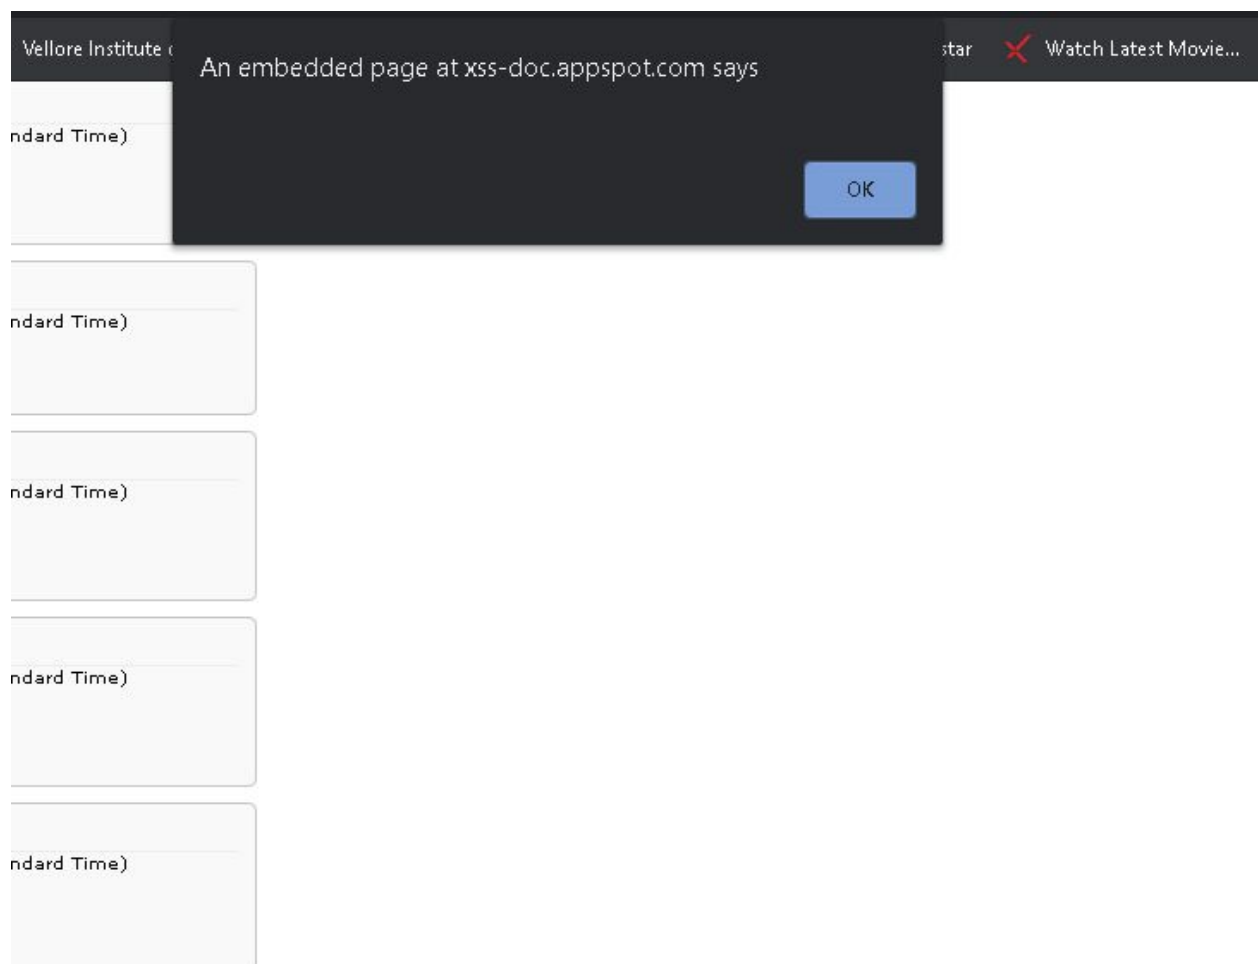 Vellore Institute
An embedded page at xss-doc.appspot.com says
star
Watch Latest Movie...
ndard Time)
OK
ndard Time)
ndard Time)
ndard Time)
ndard Time)